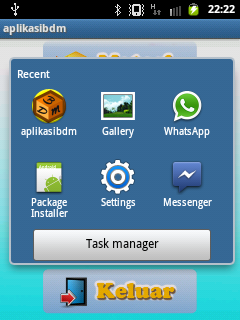 22:22
aplikasibdm
Recent
aplikasibdm
Gallery
WhatsApp
Package
Installer
Settings
Messenger
Task manager
Keluar